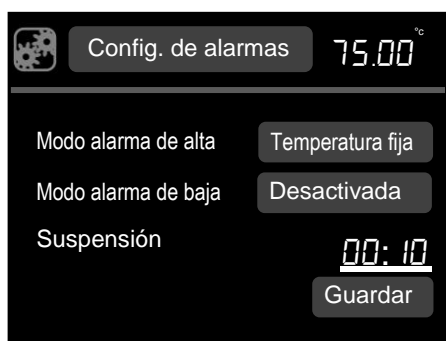 Config. de alarmas 75.00 °c
Modo alarma de alta Temperatura fija
Modo alarma de baja Desactivada
Suspensión 00:10
Guardar